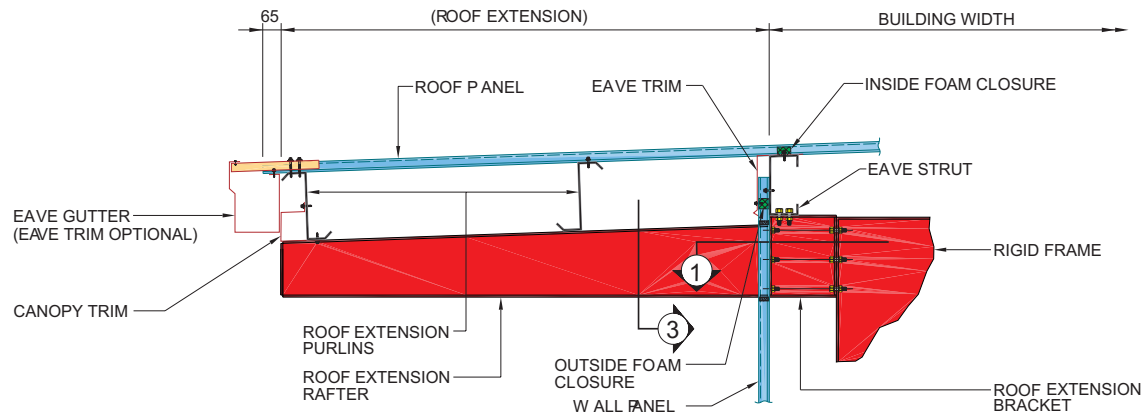 65
(ROOF EXTENSION)
BUILDING WIDTH
ROOF P ANEL
EAVE TRIM
INSIDE FOAM CLOSURE
EAVE STRUT
EAVE GUTTER
(EAVE TRIM OPTIONAL)
RIGID FRAME
1
CANOPY TRIM
3
ROOF EXTENSION
PURLINS
ROOF EXTENSION
RAFTER
OUTSIDE FOAM
CLOSURE
W ALL PANEL
ROOF EXTENSION
BRACKET